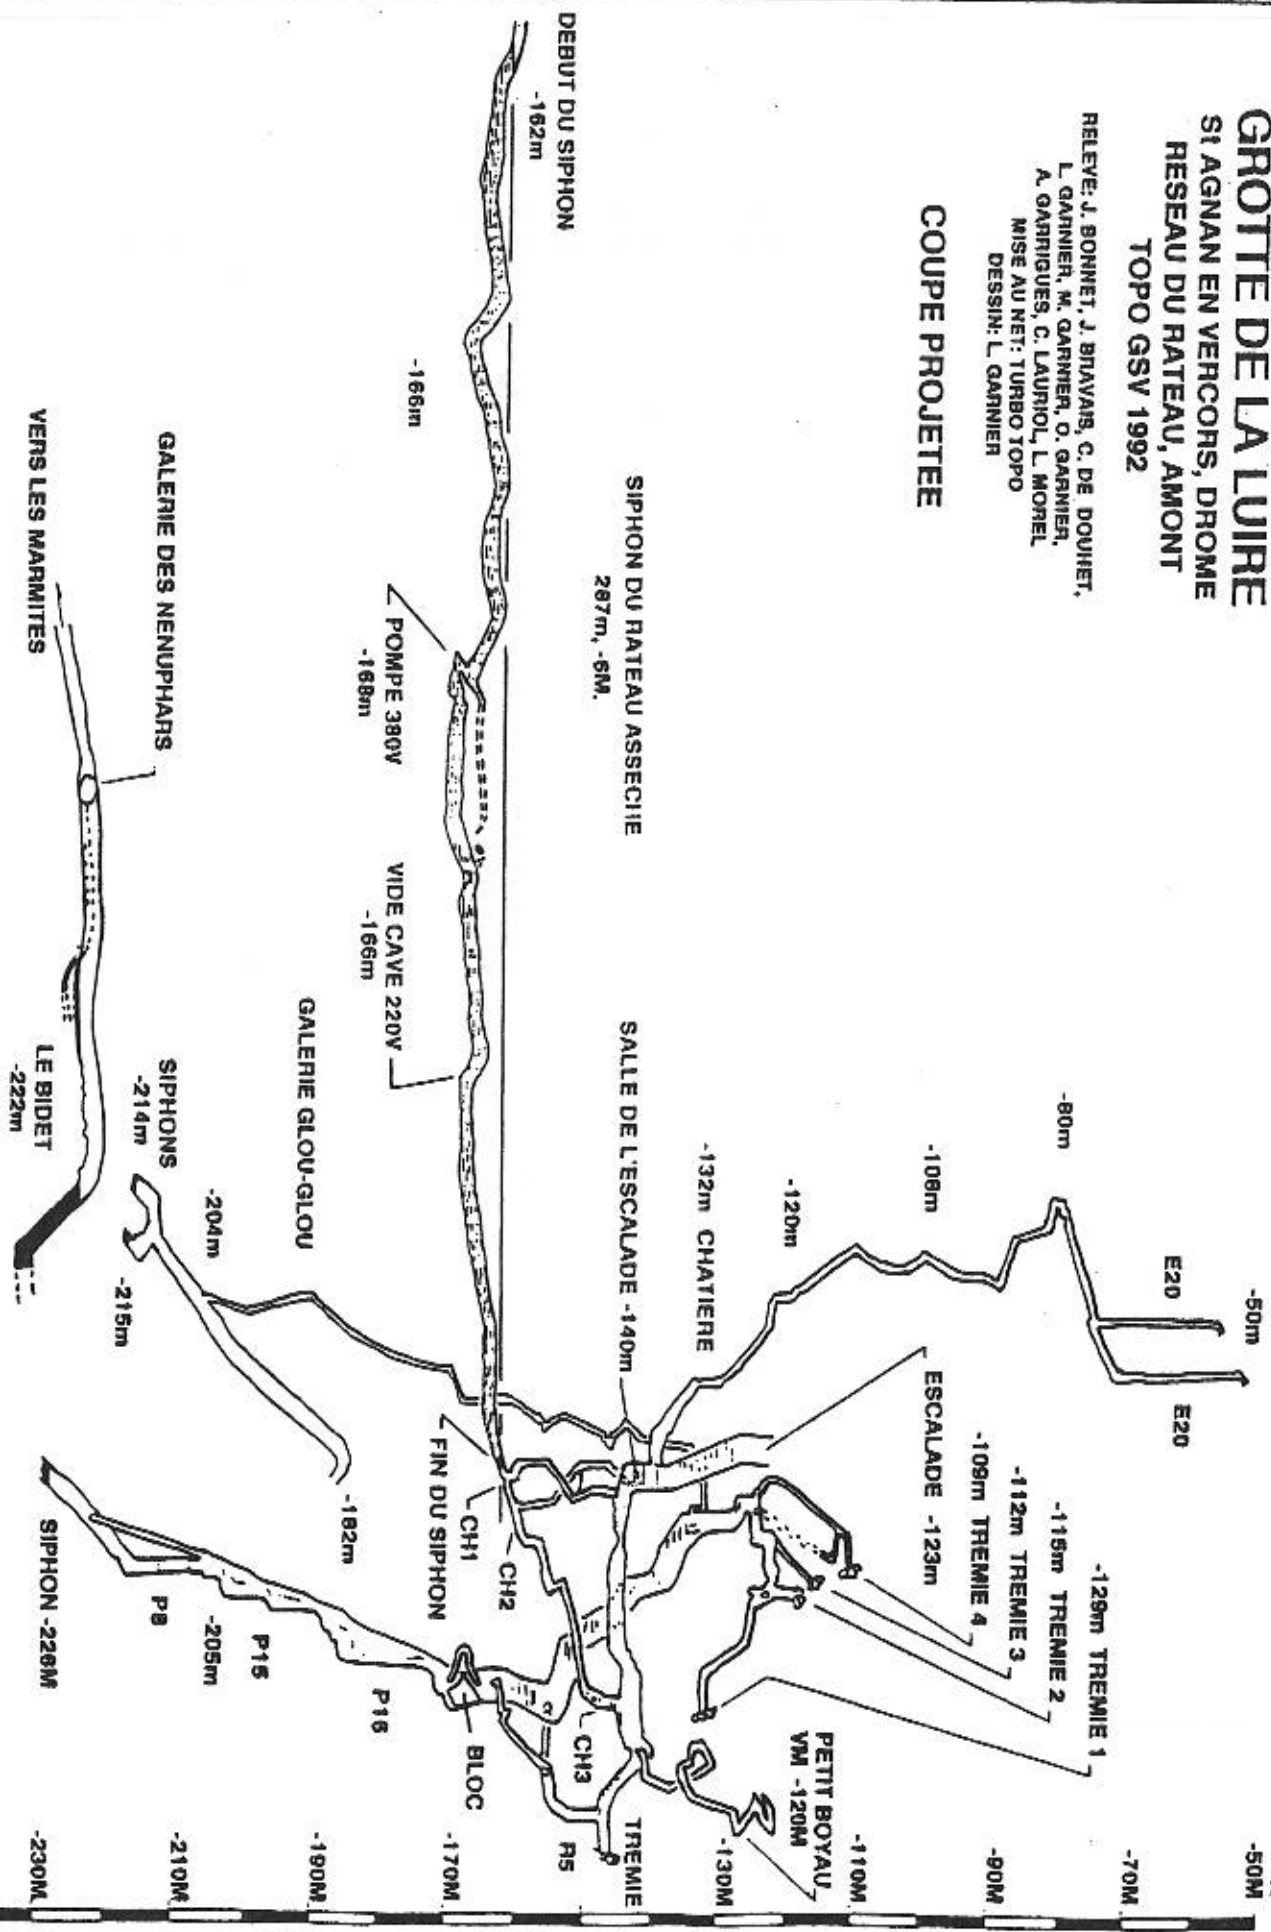 GROTTE DE LA LUIRE
St AGNAN EN VERCORS, DROME
RESEAU DU RATEAU, AMONT
TOPO GSV 1992
RELEVE: J. BONNET, J. BRAVAIS, C. DE DOUHET,
L. GARNIER, M. GARNIER, O. GARNIER,
A. GARRIGUES, C. LAURIOL, L. MOREL
MISE AU NET: TURBO TOPO
DESSIN: L. GARNIER
COUPE PROJETEE
DEBUT DU SIPHON
-162m
-166m
SIPHON DU RATEAU ASSECHE
287m, -6M.
POMPE 380V
-168m
VIDE CAVE 220V
-166m
GALERIE DES NENUPHARS
VERS LES MARMITES
LE BIDET
-222m
SIPHONS
-214m
-204m
-215m
GALERIE GLOU-GLOU
-182m
SALLE DE L'ESCALADE -140m
-132m CHATIERE
-120m
-106m
-80m
E20
-50m
E20
ESCALADE -123m
-109m TREMIE 4
-112m TREMIE 3
-115m TREMIE 2
-129m TREMIE 1
PETIT BOYAU
VM -120M
FIN DU SIPHON
CH1
CH2
CH3
TREMIE
R5
BLOC
P16
P15
-205m
P8
SIPHON -226M
-50M
-70M
-90M
-110M
-130M
-170M
-190M
-210M
-230M